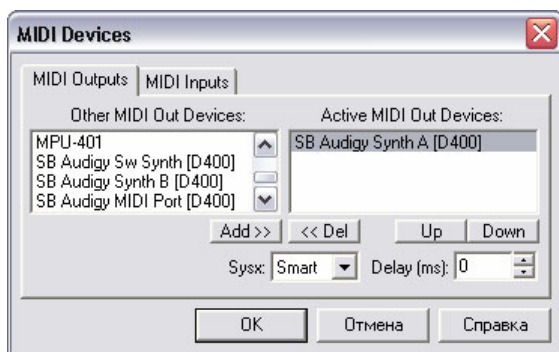 MIDI Devices
MIDI Outputs MIDI Inputs
Other MIDI Out Devices: Active MIDI Out Devices:
MPU-401 SB Audigy Synth A [D400]
SB Audigy Sw Synth [D400]
SB Audigy Synth B [D400]
SB Audigy MIDI Port [D400]
Add >> << Del Up Down
Sysx: Smart Delay (ms): 0
OK Отмена Справка